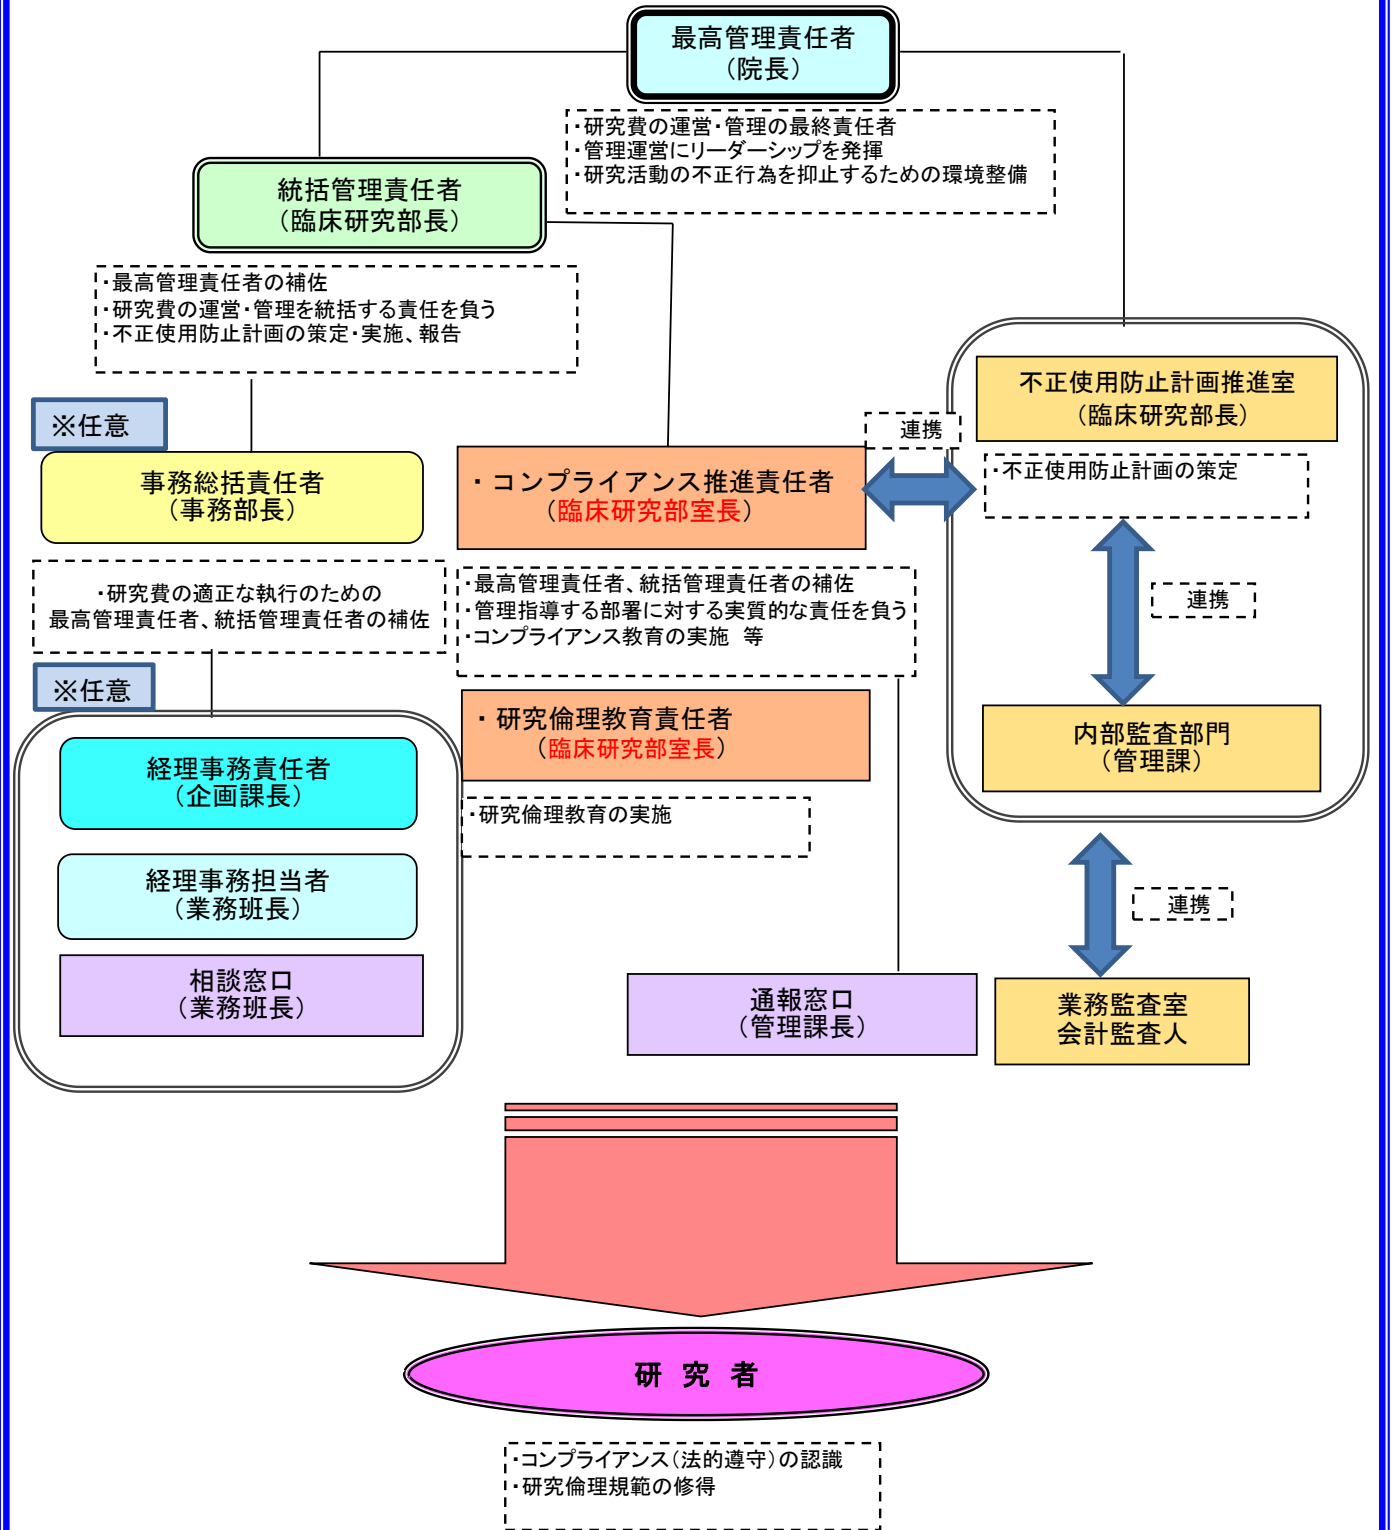 最高管理責任者
(院長)
・研究費の運営・管理の最終責任者
・管理運営にリーダーシップを発揮
・研究活動の不正行為を抑止するための環境整備
統括管理責任者
(臨床研究部長)
・最高管理責任者の補佐
・研究費の運営・管理を統括する責任を負う
・不正使用防止計画の策定・実施、報告
※任意
事務総括責任者
(事務部長)
・研究費の適正な執行のための
最高管理責任者、統括管理責任者の補佐
・コンプライアンス推進責任者
(臨床研究部室長)
・最高管理責任者、統括管理責任者の補佐
・管理指導する部署に対する実質的な責任を負う
・コンプライアンス教育の実施 等
連携
不正使用防止計画推進室
(臨床研究部長)
・不正使用防止計画の策定
連携
内部監査部門
(管理課)
※任意
経理事務責任者
(企画課長)
経理事務担当者
(業務班長)
相談窓口
(業務班長)
・研究倫理教育責任者
(臨床研究部室長)
・研究倫理教育の実施
連携
通報窓口
(管理課長)
業務監査室
会計監査人
研 究 者
・コンプライアンス(法的遵守)の認識
・研究倫理規範の修得